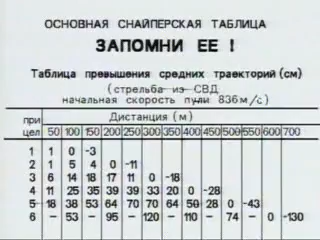 ОСНОВНАЯ СНАЙПЕРСКАЯ ТАБЛИЦА
ЗАПОМНИ ЕЕ !
Таблица превышения средних траекторий (см)
(стрельба из СВД
начальная скорость пули 836м/с)
при цел Дистанция (м)
50 100 150 200 250 300 350 400 450 500 550 600 700
1 1 0 -3
2 1 5 4 0 -11
3 6 14 18 17 11 0 -18
4 11 25 35 39 39 33 20 0 -28
5 18 38 53 64 70 70 64 50 28 0 -43
6 - 53 - 95 - 120 - 110 - 74 - 0 -130